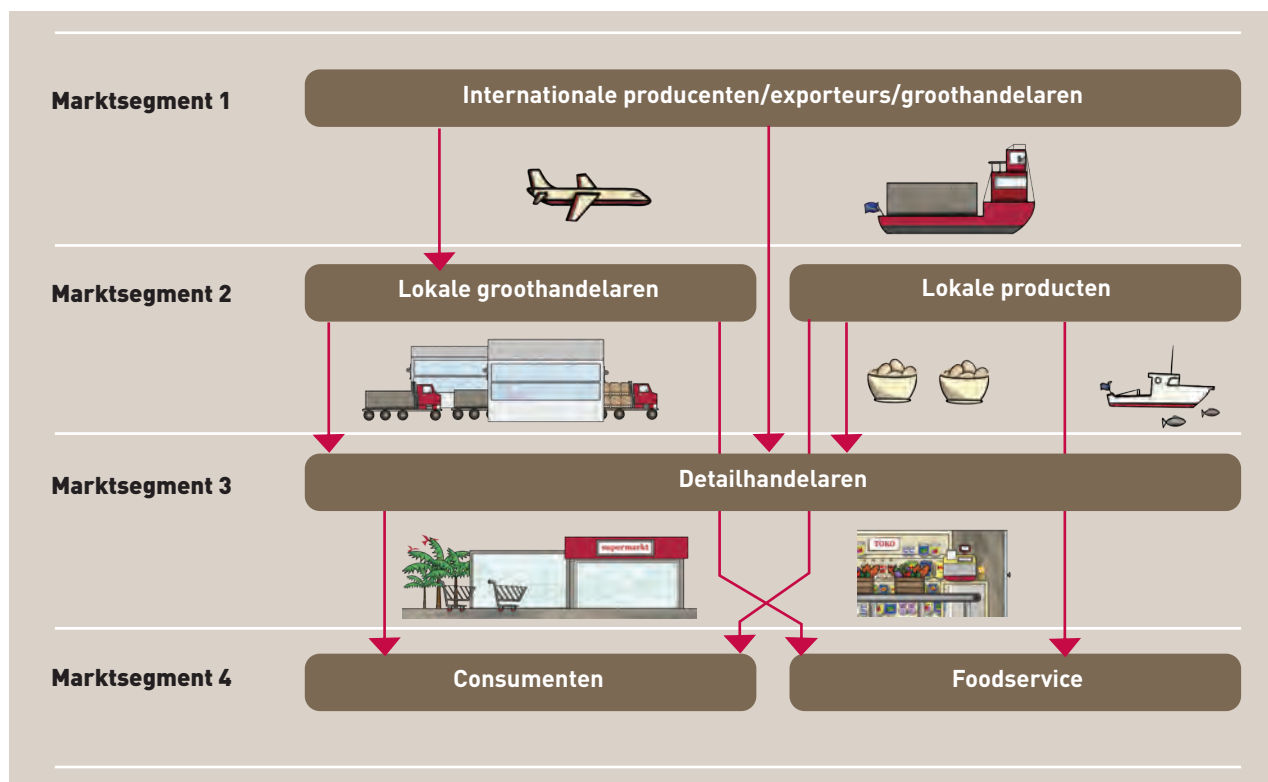 Marktsegment 1
Internationale producenten/exporteurs/groothandelaren
Marktsegment 2
Lokale groothandelaren
Lokale producten
Marktsegment 3
Detailhandelaren
supermarkt
TOKO
Marktsegment 4
Consumenten
Foodservice